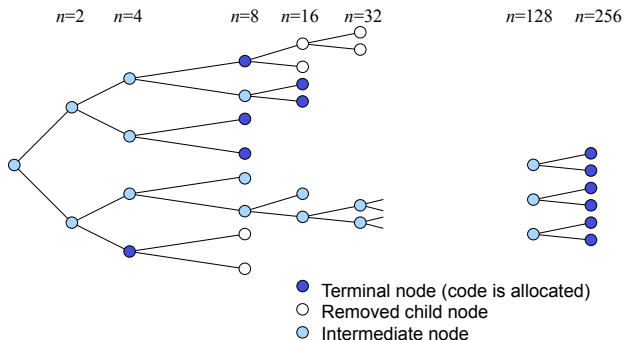 n=2 n=4 n=8 n=16 n=32 n=128 n=256
Terminal node (code is allocated)
Removed child node
Intermediate node